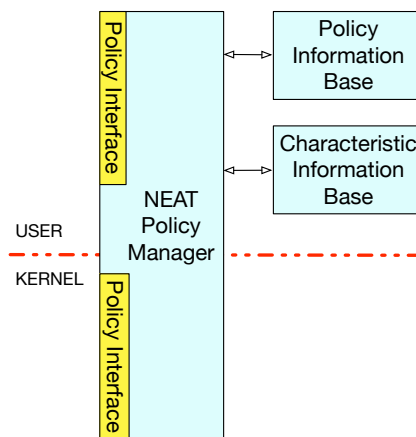 Policy Interface
Policy
Information
Base
Characteristic
Information
Base
NEAT
Policy
Manager
USER
KERNEL
Policy Interface